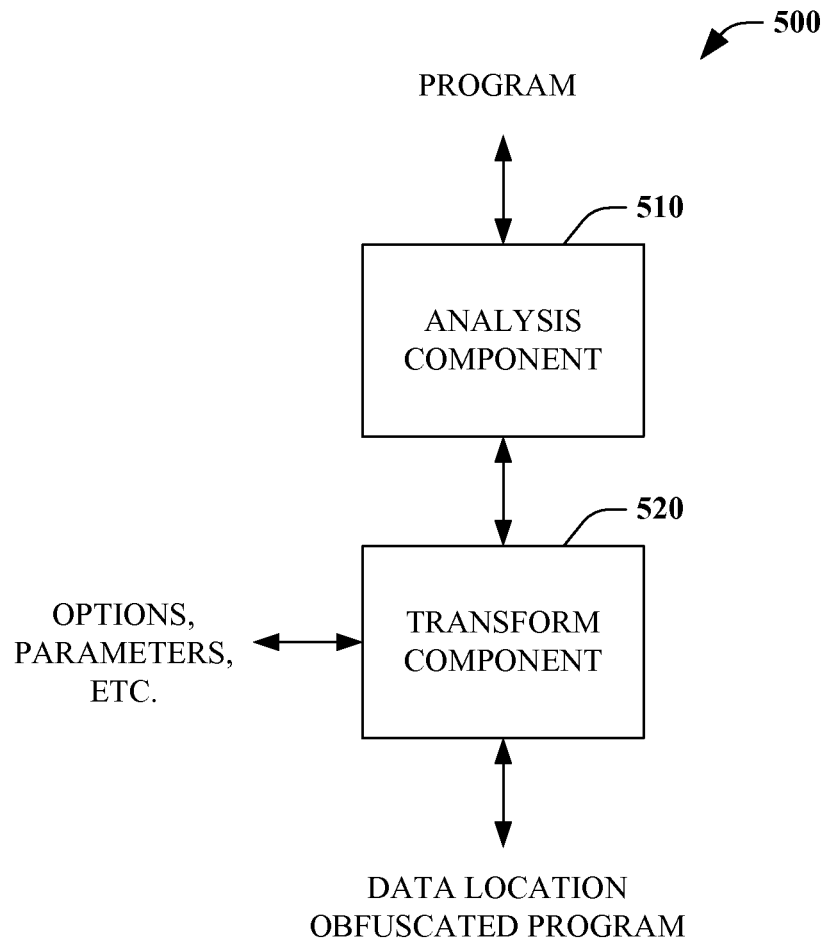 500
PROGRAM
510
ANALYSIS
COMPONENT
520
OPTIONS,
PARAMETERS,
ETC.
TRANSFORM
COMPONENT
DATA LOCATION
OBFUSCATED PROGRAM